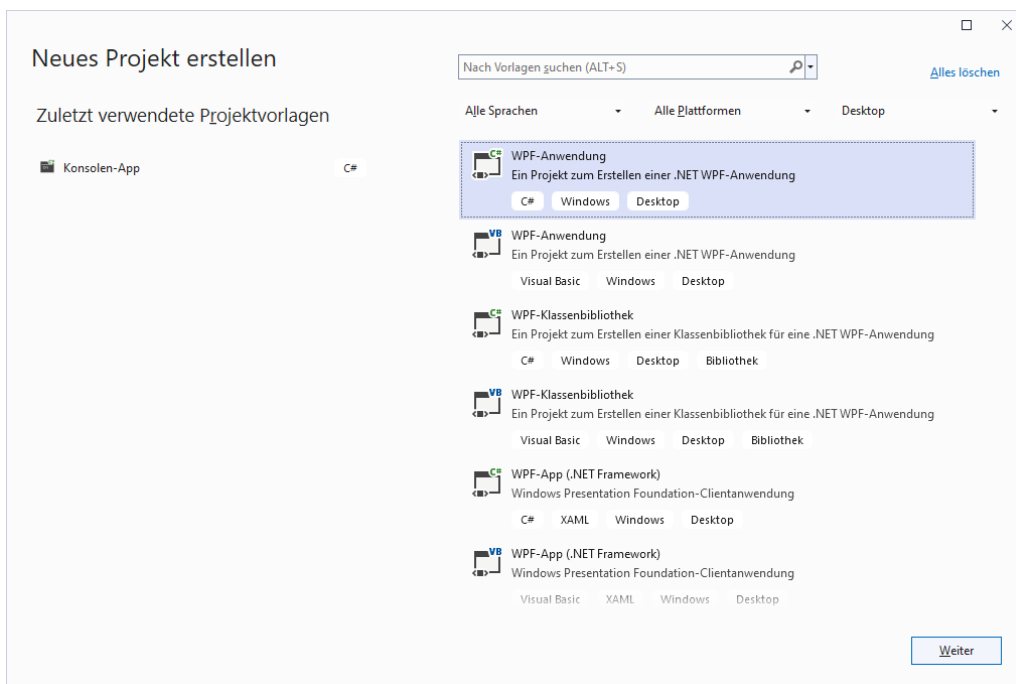 Neues Projekt erstellen
Nach Vorlagen suchen (ALT+S)
Alles löschen
Zuletzt verwendete Projektvorlagen
Alle Sprachen
Alle Plattformen
Desktop
Konsolen-App
C#
C#
WPF-Anwendung
Ein Projekt zum Erstellen einer .NET WPF-Anwendung
C# Windows Desktop
VB
WPF-Anwendung
Ein Projekt zum Erstellen einer .NET WPF-Anwendung
Visual Basic Windows Desktop
C#
WPF-Klassenbibliothek
Ein Projekt zum Erstellen einer Klassenbibliothek für eine .NET WPF-Anwendung
C# Windows Desktop Bibliothek
VB
WPF-Klassenbibliothek
Ein Projekt zum Erstellen einer Klassenbibliothek für eine .NET WPF-Anwendung
Visual Basic Windows Desktop Bibliothek
C#
WPF-App (.NET Framework)
Windows Presentation Foundation-Clientanwendung
C# XAML Windows Desktop
VB
WPF-App (.NET Framework)
Windows Presentation Foundation-Clientanwendung
Visual Basic XAML Windows Desktop
Weiter